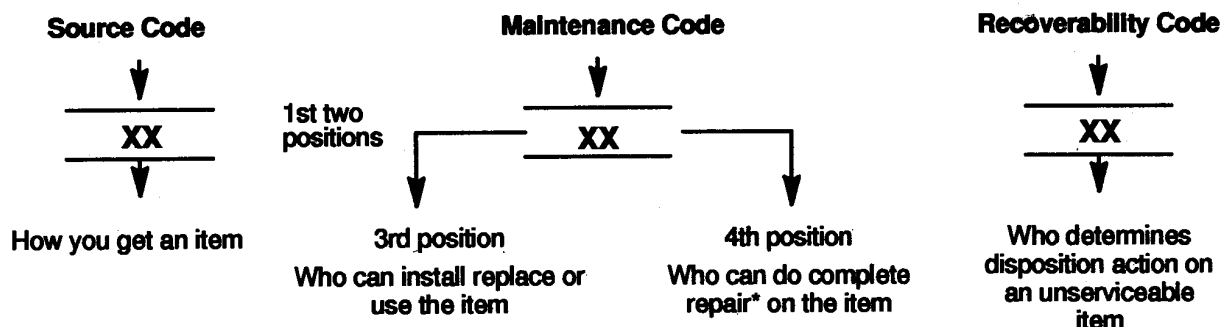 Source Code
Maintenance Code
Recoverability Code
XX
1st two
positions
XX
XX
How you get an item
3rd position
Who can install replace or
use the item
4th position
Who can do complete
repair* on the item
Who determines
disposition action on
an unserviceable
item